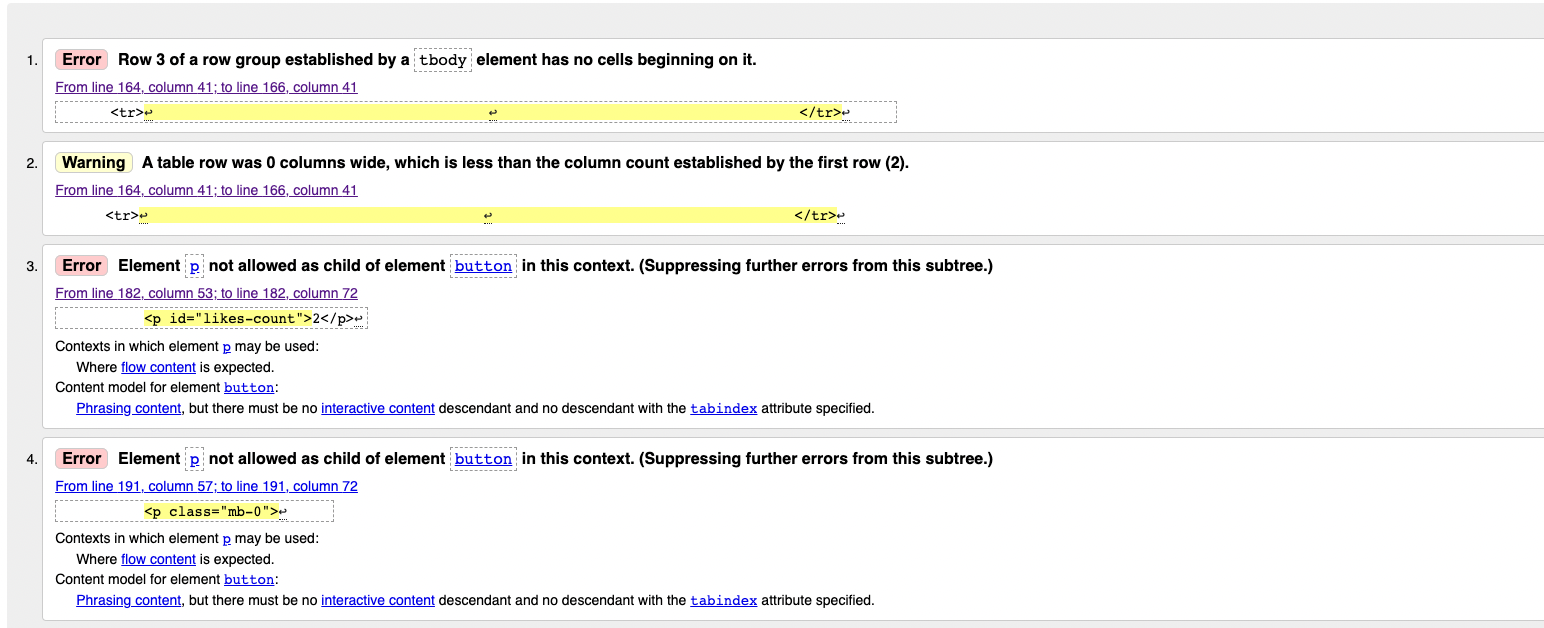 1. Error Row 3 of a row group established by a tbody element has no cells beginning on it.
From line 164, column 41; to line 166, column 41
<tr>↩ ↩ </tr>↩
2. Warning A table row was 0 columns wide, which is less than the column count established by the first row (2).
From line 164, column 41; to line 166, column 41
<tr>↩ ↩ </tr>↩
3. Error Element p not allowed as child of element button in this context. (Suppressing further errors from this subtree.)
From line 182, column 53; to line 182, column 72
<p id="likes-count">2</p>↩
Contexts in which element p may be used:
Where flow content is expected.
Content model for element button:
Phrasing content, but there must be no interactive content descendant and no descendant with the tabindex attribute specified.
4. Error Element p not allowed as child of element button in this context. (Suppressing further errors from this subtree.)
From line 191, column 57; to line 191, column 72
<p class="mb-0">↩
Contexts in which element p may be used:
Where flow content is expected.
Content model for element button:
Phrasing content, but there must be no interactive content descendant and no descendant with the tabindex attribute specified.